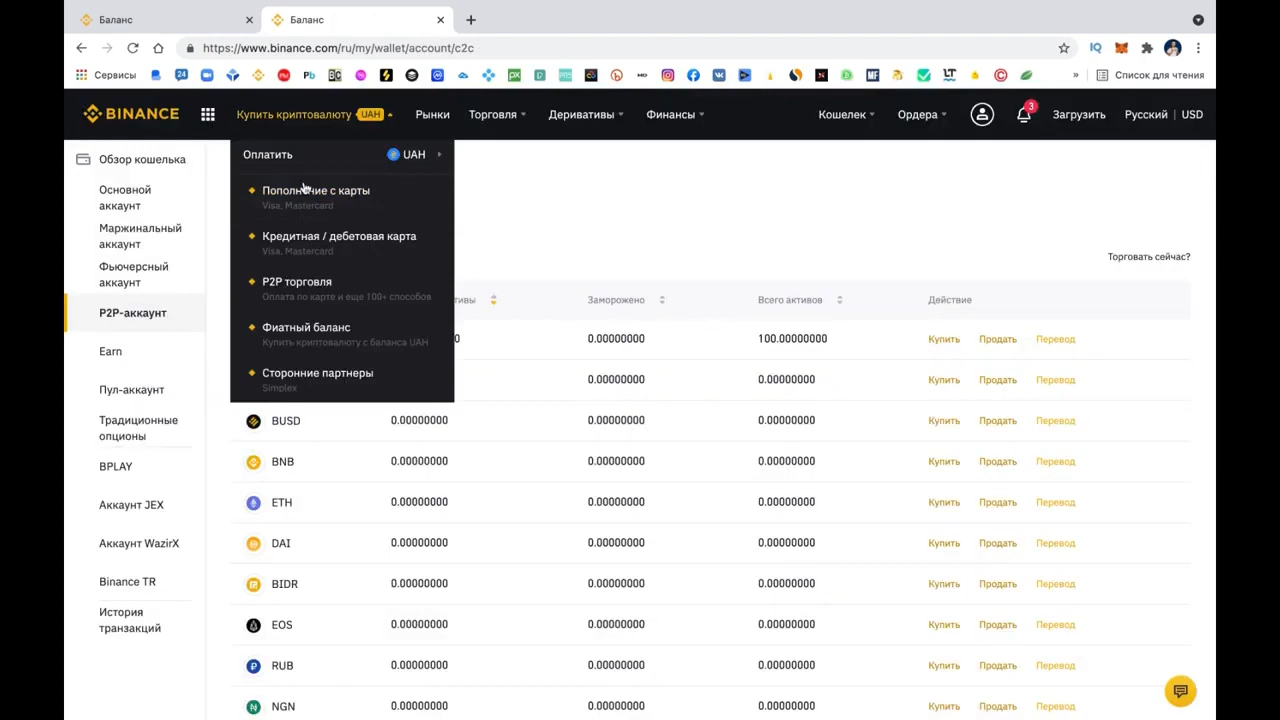 Баланс
Баланс
https://www.binance.com/ru/my/wallet/account/c2c
Сервисы
Список для чтения
BINANCE
Купить криптовалюту UAH
Рынки
Торговля
Деривативы
Финансы
Кошелек
Ордера
3
Загрузить
Русский | USD
Обзор кошелька
Основной
аккаунт
Маржинальный
аккаунт
Фьючерсный
аккаунт
P2P-аккаунт
Earn
Пул-аккаунт
Традиционные
опционы
BPLAY
Аккаунт JEX
Аккаунт WazirX
Binance TR
История
транзакций
Оплатить UAH
Пополнение с карты
Visa, Mastercard
Кредитная / дебетовая карта
Visa, Mastercard
P2P торговля
Оплата по карте и еще 100+ способов
Фиатный баланс
Купить криптовалюту с баланса UAH
Сторонние партнеры
Simplex
Торговать сейчас?
Заморожено Всего активов Действие
0 0.00000000 100.00000000 Купить Продать Перевод
0.00000000 0.00000000 Купить Продать Перевод
BUSD 0.00000000 0.00000000 0.00000000 Купить Продать Перевод
BNB 0.00000000 0.00000000 0.00000000 Купить Продать Перевод
ETH 0.00000000 0.00000000 0.00000000 Купить Продать Перевод
DAI 0.00000000 0.00000000 0.00000000 Купить Продать Перевод
BIDR 0.00000000 0.00000000 0.00000000 Купить Продать Перевод
EOS 0.00000000 0.00000000 0.00000000 Купить Продать Перевод
RUB 0.00000000 0.00000000 0.00000000 Купить Продать Перевод
NGN 0.00000000 0.00000000 0.00000000 Купить Продать Перевод